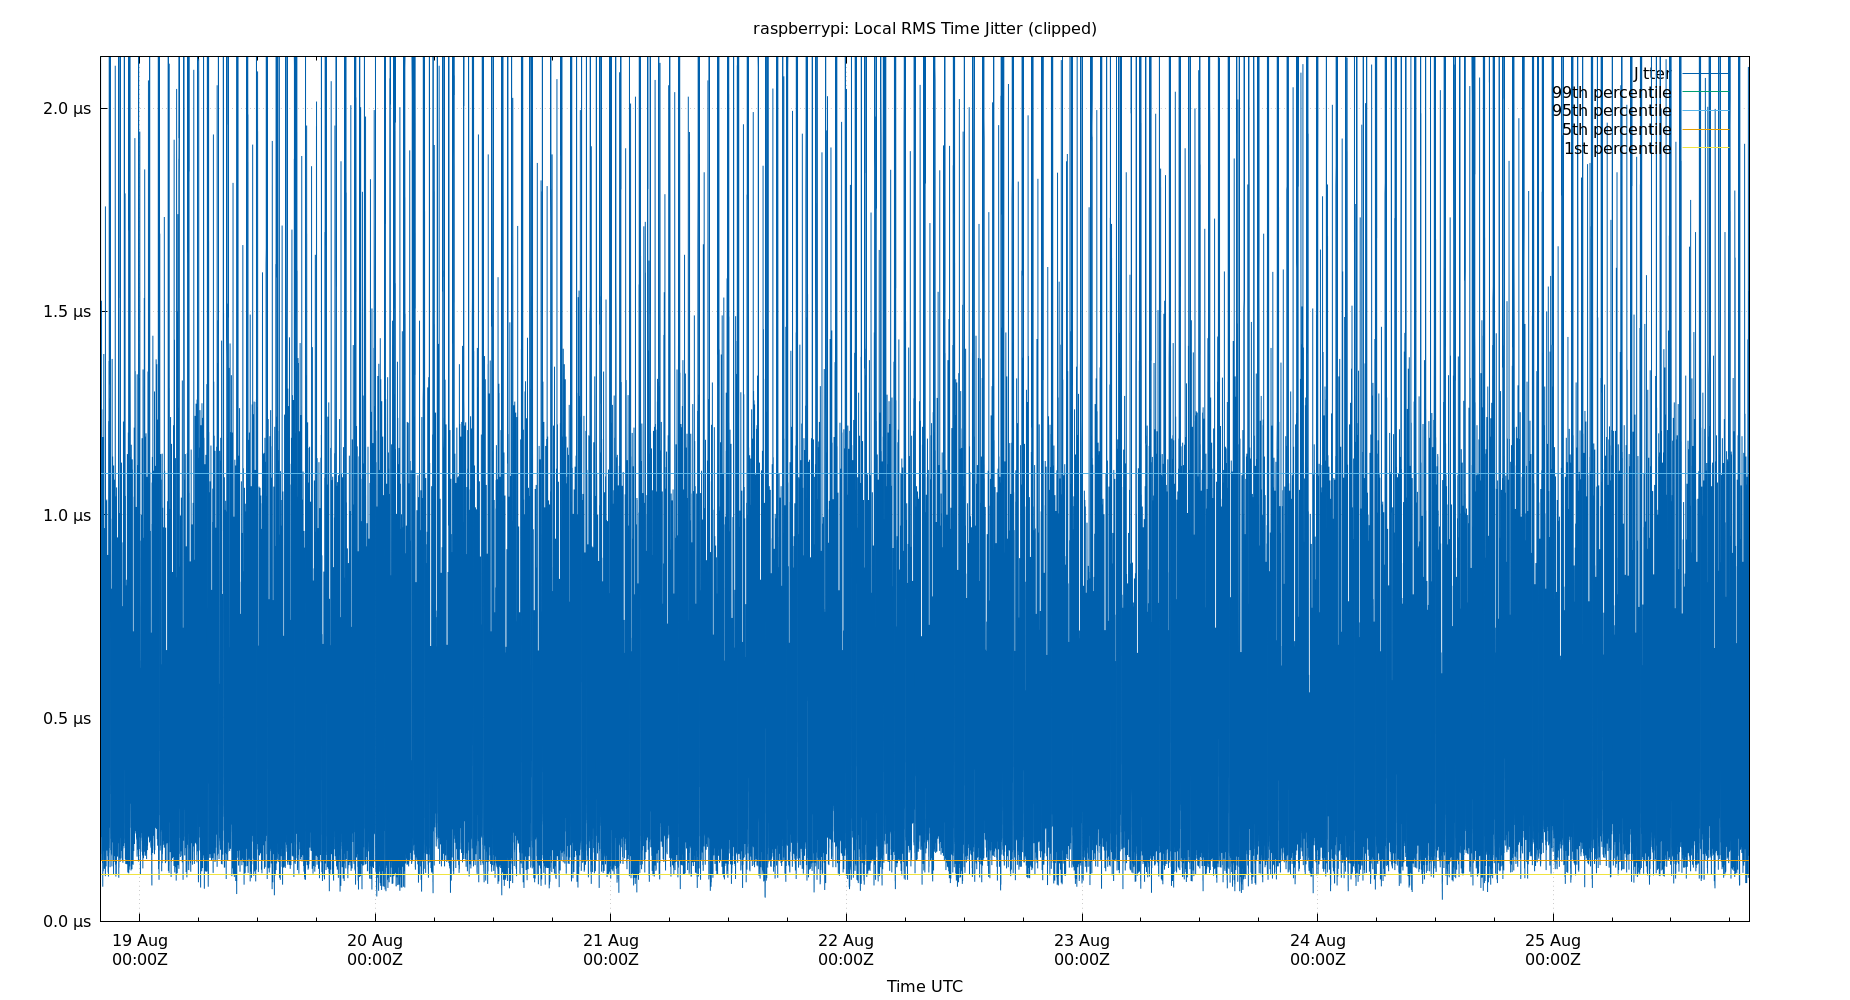 raspberrypi: Local RMS Time Jitter (clipped)
Jitter
99th percentile
95th percentile
5th percentile
1st percentile
2.0 µs
1.5 µs
1.0 µs
0.5 µs
0.0 µs
19 Aug 20 Aug 21 Aug 22 Aug 23 Aug 24 Aug 25 Aug
00:00Z 00:00Z 00:00Z 00:00Z 00:00Z 00:00Z 00:00Z
Time UTC